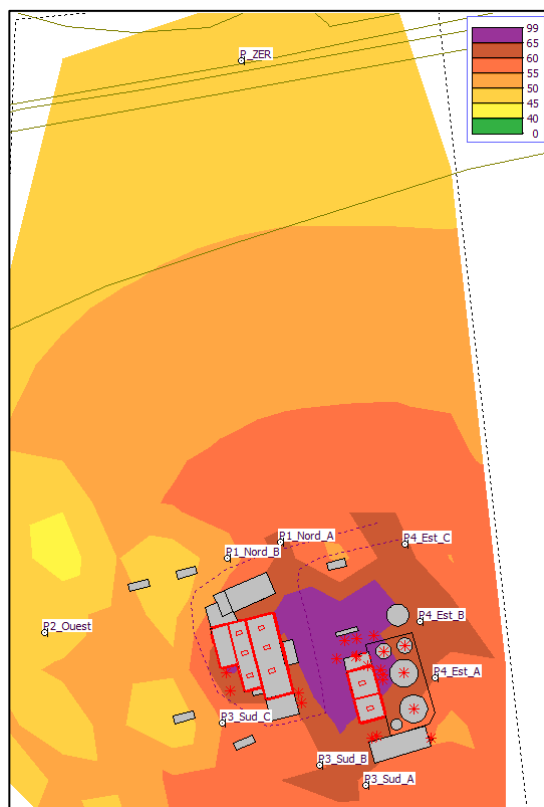 P_ZER
99
65
60
55
50
45
40
0
P1_Nord_A
P4_Est_C
P1_Nord_B
P4_Est_B
P2_Ouest
P4_Est_A
P3_Sud_C
P3_Sud_B
P3_Sud_A